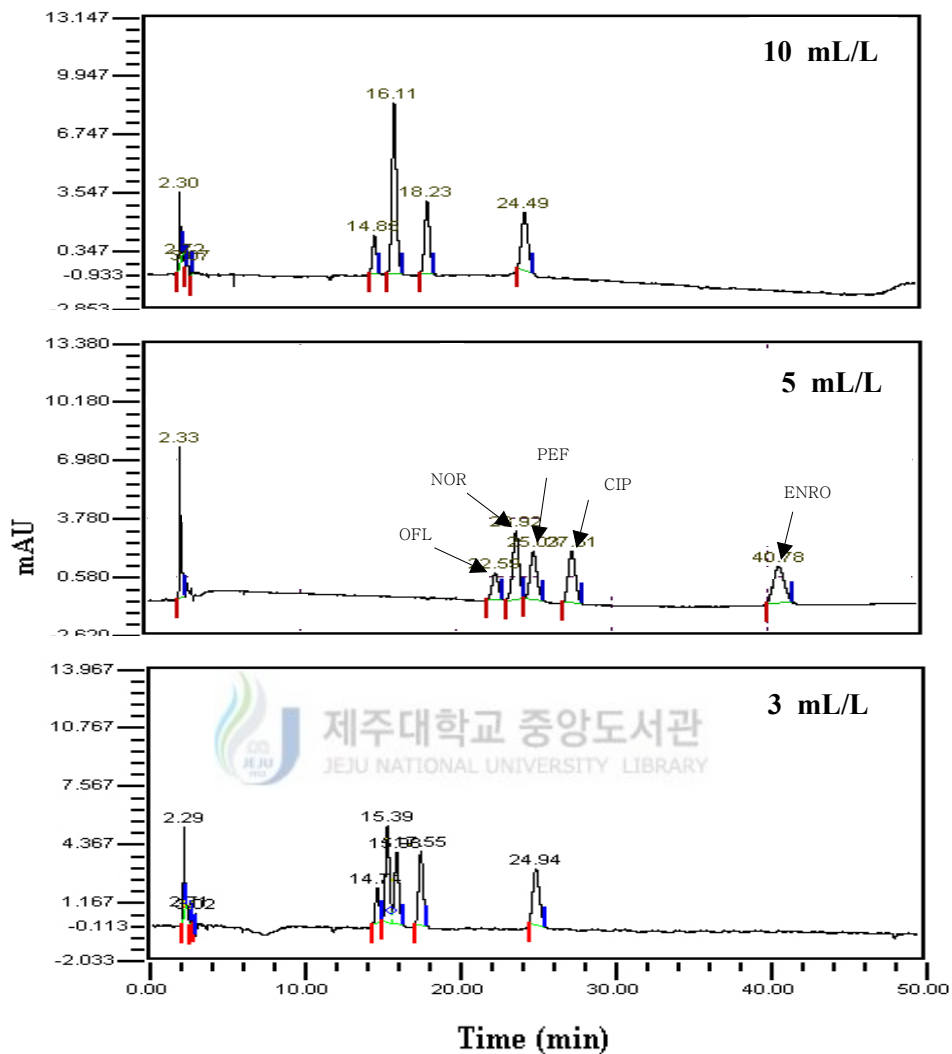 13.147
10 mL/L
9.947
16.11
6.747
3.547
2.30
18.23
24.49
14.88
0.347
-0.933
-2.853
13.380
5 mL/L
10.180
2.33
6.980
PEF
NOR
CIP
ENRO
3.780
OFL
40.78
0.580
22.59
-2.620
mAU
13.967
3 mL/L
10.767
제주대학교 중앙도서관
JEJU NATIONAL UNIVERSITY LIBRARY
JEJU
1952
7.567
2.29
15.39
4.367
24.94
1.167
-0.113
-2.033
0.00
10.00
20.00
30.00
40.00
50.00
Time (min)